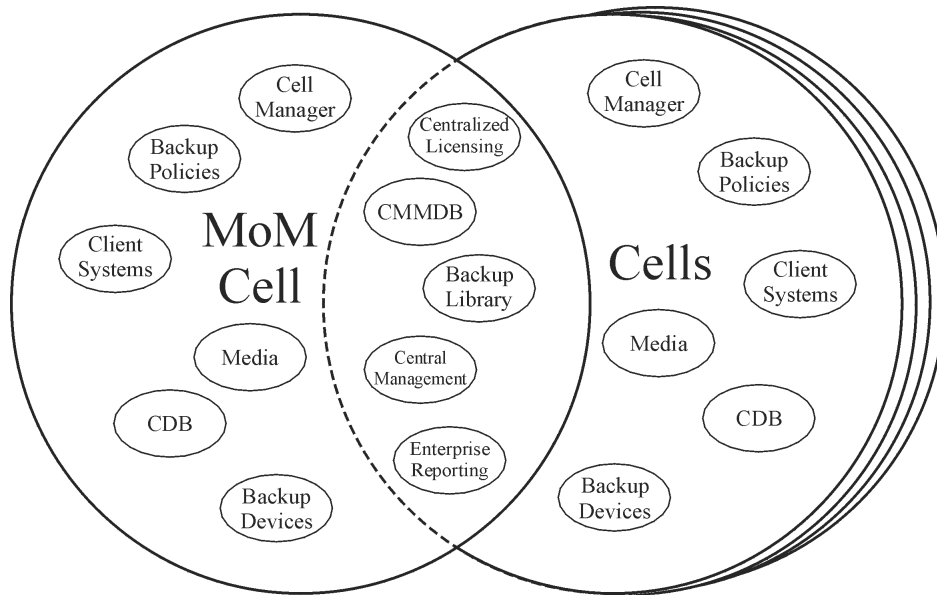 Cell
Manager
Backup
Policies
Client
Systems
MoM
Cell
Media
CDB
Backup
Devices
Centralized
Licensing
CMMDB
Backup
Library
Central
Management
Enterprise
Reporting
Cell
Manager
Backup
Policies
Cells
Client
Systems
Media
CDB
Backup
Devices